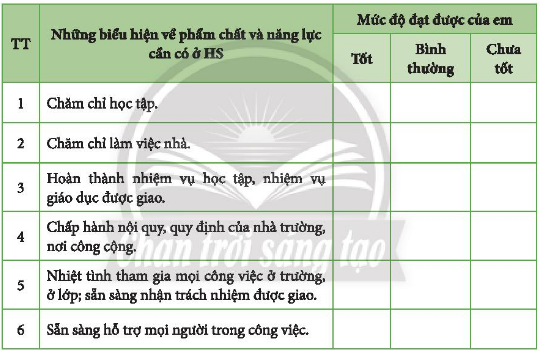 TT
Những biểu hiện về phẩm chất và năng lực
cần có ở HS
Mức độ đạt được của em
Tốt
Bình
thường
Chưa
tốt
1
Chăm chỉ học tập.
2
Chăm chỉ làm việc nhà.
3
Hoàn thành nhiệm vụ học tập, nhiệm vụ
giáo dục được giao.
4
Chấp hành nội quy, quy định của nhà trường,
nơi công cộng.
5
Nhiệt tình tham gia mọi công việc ở trường,
ở lớp; sẵn sàng nhận trách nhiệm được giao.
6
Sẵn sàng hỗ trợ mọi người trong công việc.
Chân trời sáng tạo